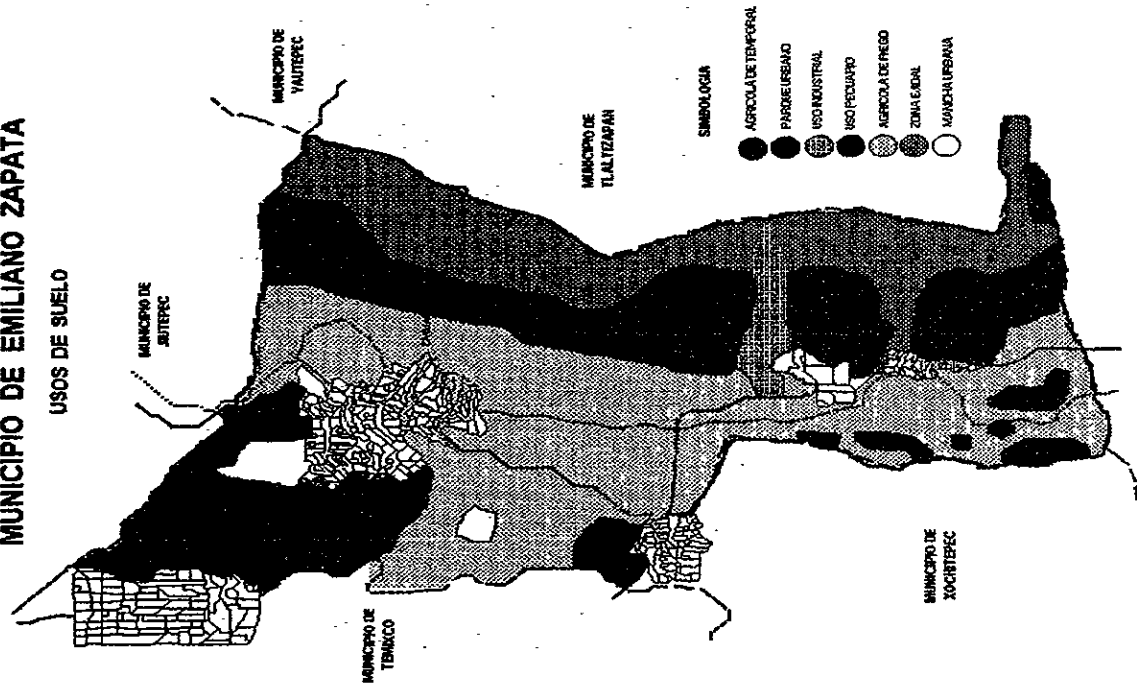 MUNICIPIO DE EMILIANO ZAPATA
USOS DE SUELO
MUNICIPIO DE
JIUTEPEC
MUNICIPIO DE
YAUTEPEC
MUNICIPIO DE
TEMIXCO
MUNICIPIO DE
TLALTIZAPAN
MUNICIPIO DE
XOCHITEPEC
SIMBOLOGIA
AGRICOLA DE TEMPORAL
PARQUE URBANO
USO INDUSTRIAL
USO PECUARIO
AGRICOLA DE RIEGO
ZONA EJIDAL
MANCHA URBANA